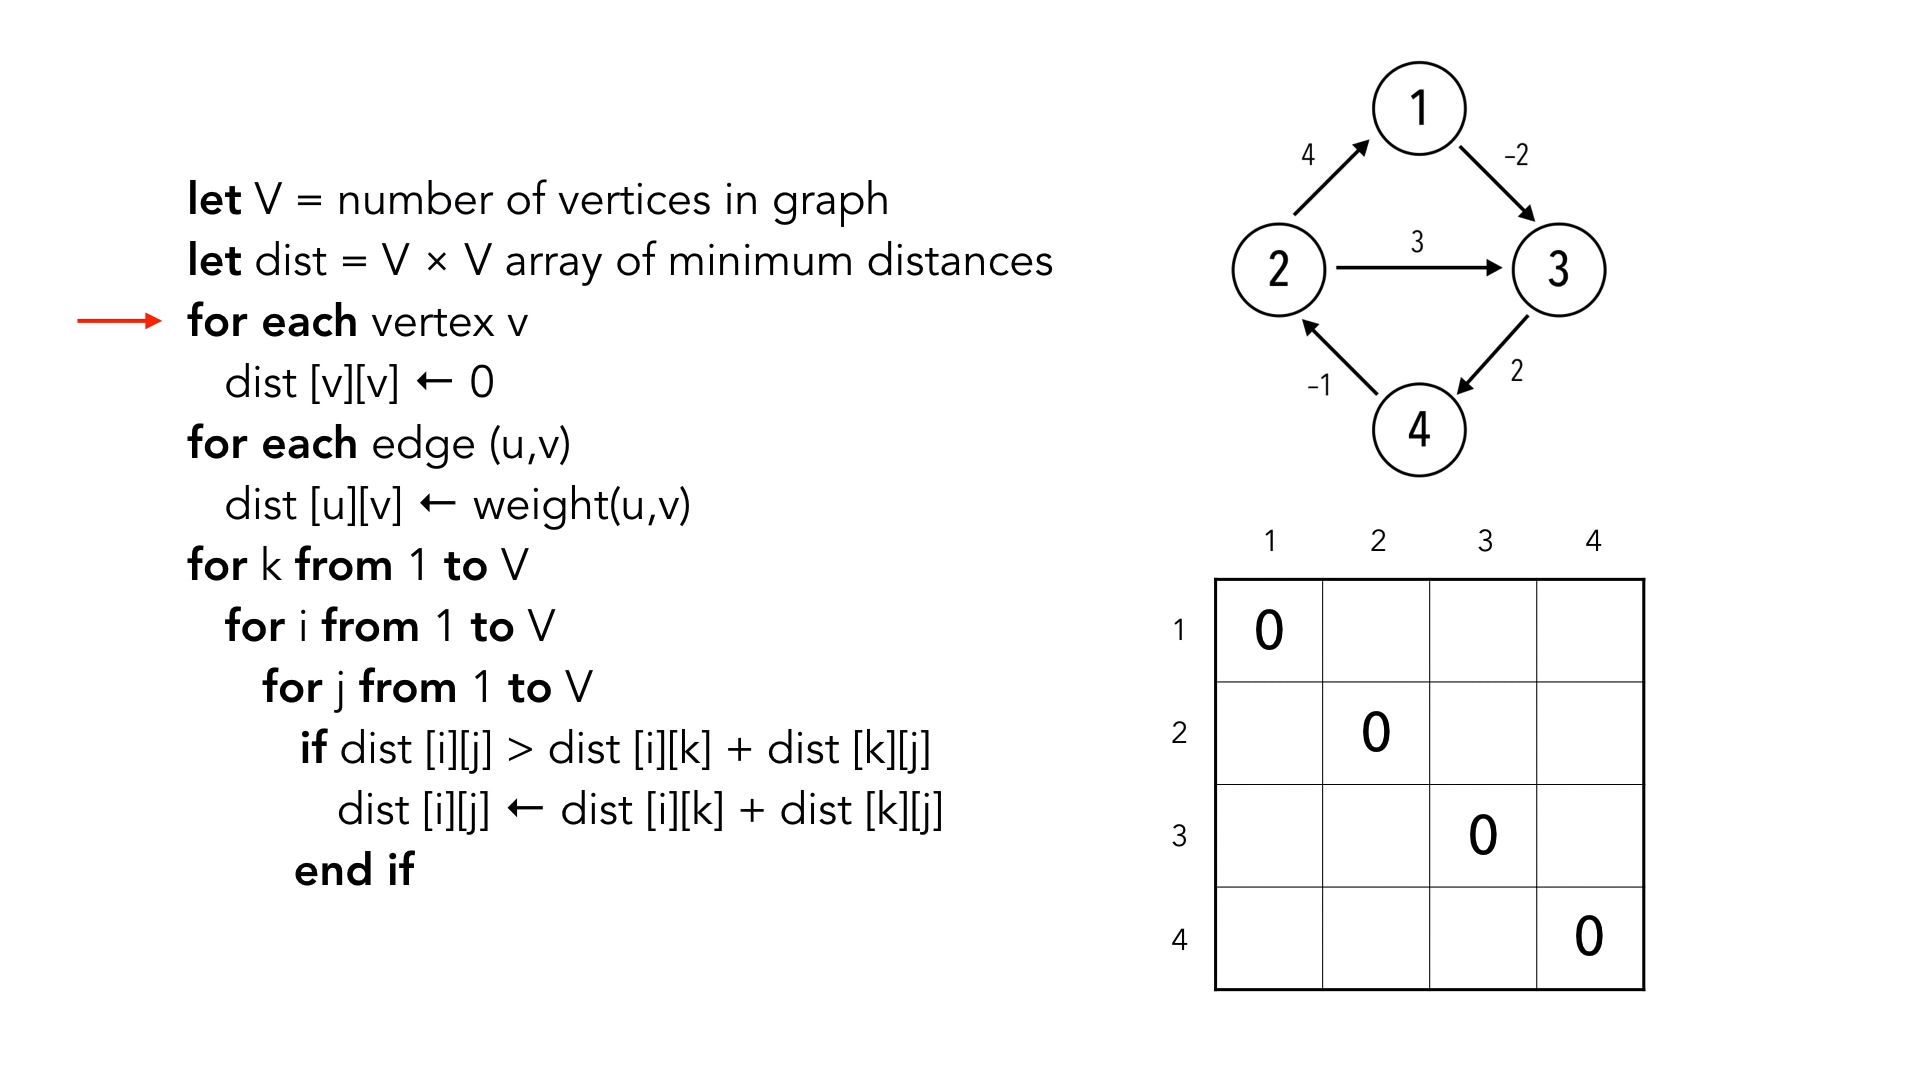 let V = number of vertices in graph
let dist = V × V array of minimum distances
for each vertex v
dist [v][v] ← 0
for each edge (u,v)
dist [u][v] ← weight(u,v)
for k from 1 to V
for i from 1 to V
for j from 1 to V
if dist [i][j] > dist [i][k] + dist [k][j]
dist [i][j] ← dist [i][k] + dist [k][j]
end if
1
4
–2
3
2
3
–1
2
4
1 2 3 4
1 0
2 0
3 0
4 0